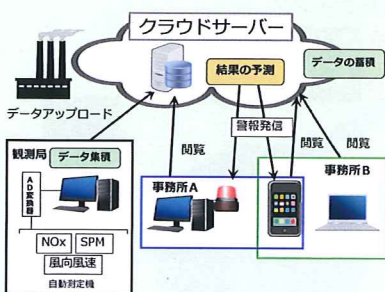 クラウドサーバー
結果の予測
データの蓄積
データアップロード
警報発信
観測局
データ集積
閲覧
閲覧
閲覧
AD変換器
事務所A
事務所B
NOx
SPM
風向風速
自動測定機